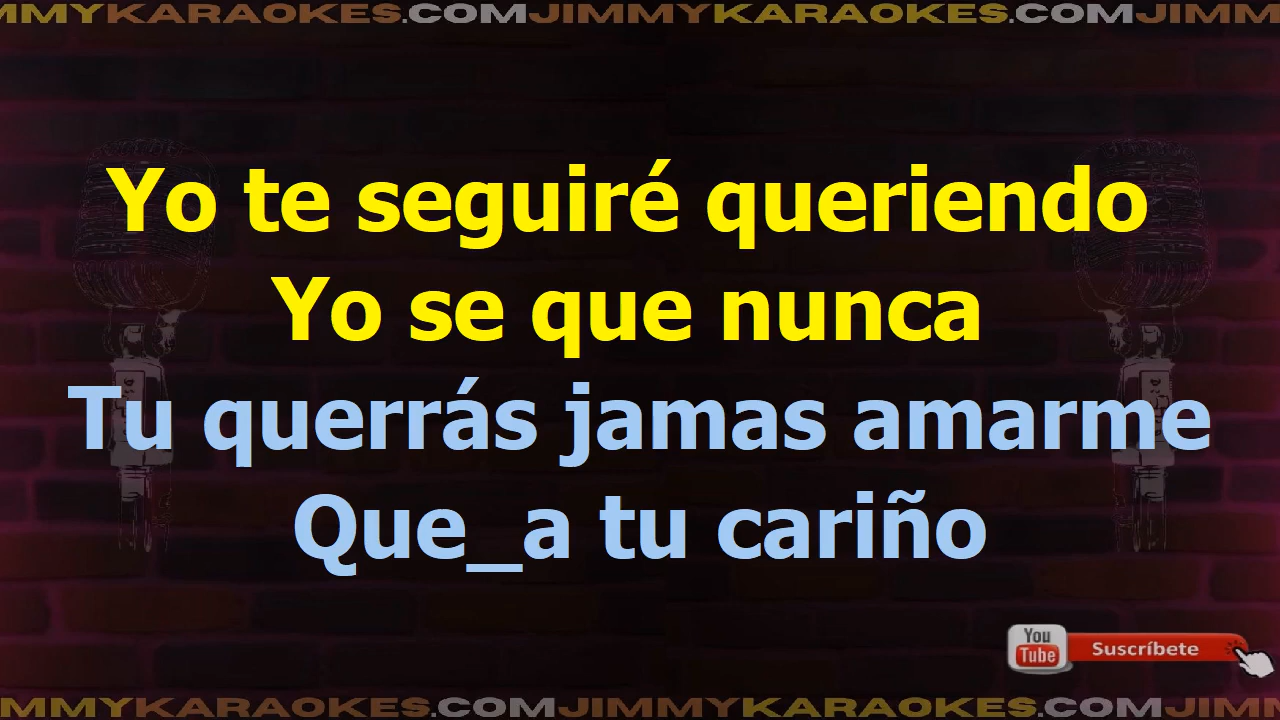 JIMMYKARAOKES.COMJIMMYKARAOKES.COMJIMM
Yo te seguiré queriendo
Yo se que nunca
Tu querrás jamas amarme
Que_a tu cariño
You
Tube
Suscríbete
MMYKARAOKES.COMJIMMYKARAOKES.COMJIMM